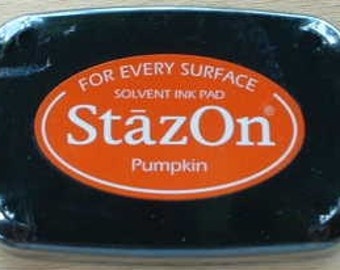 FOR EVERY SURFACE
SOLVENT INK PAD
StāzOn®
Pumpkin